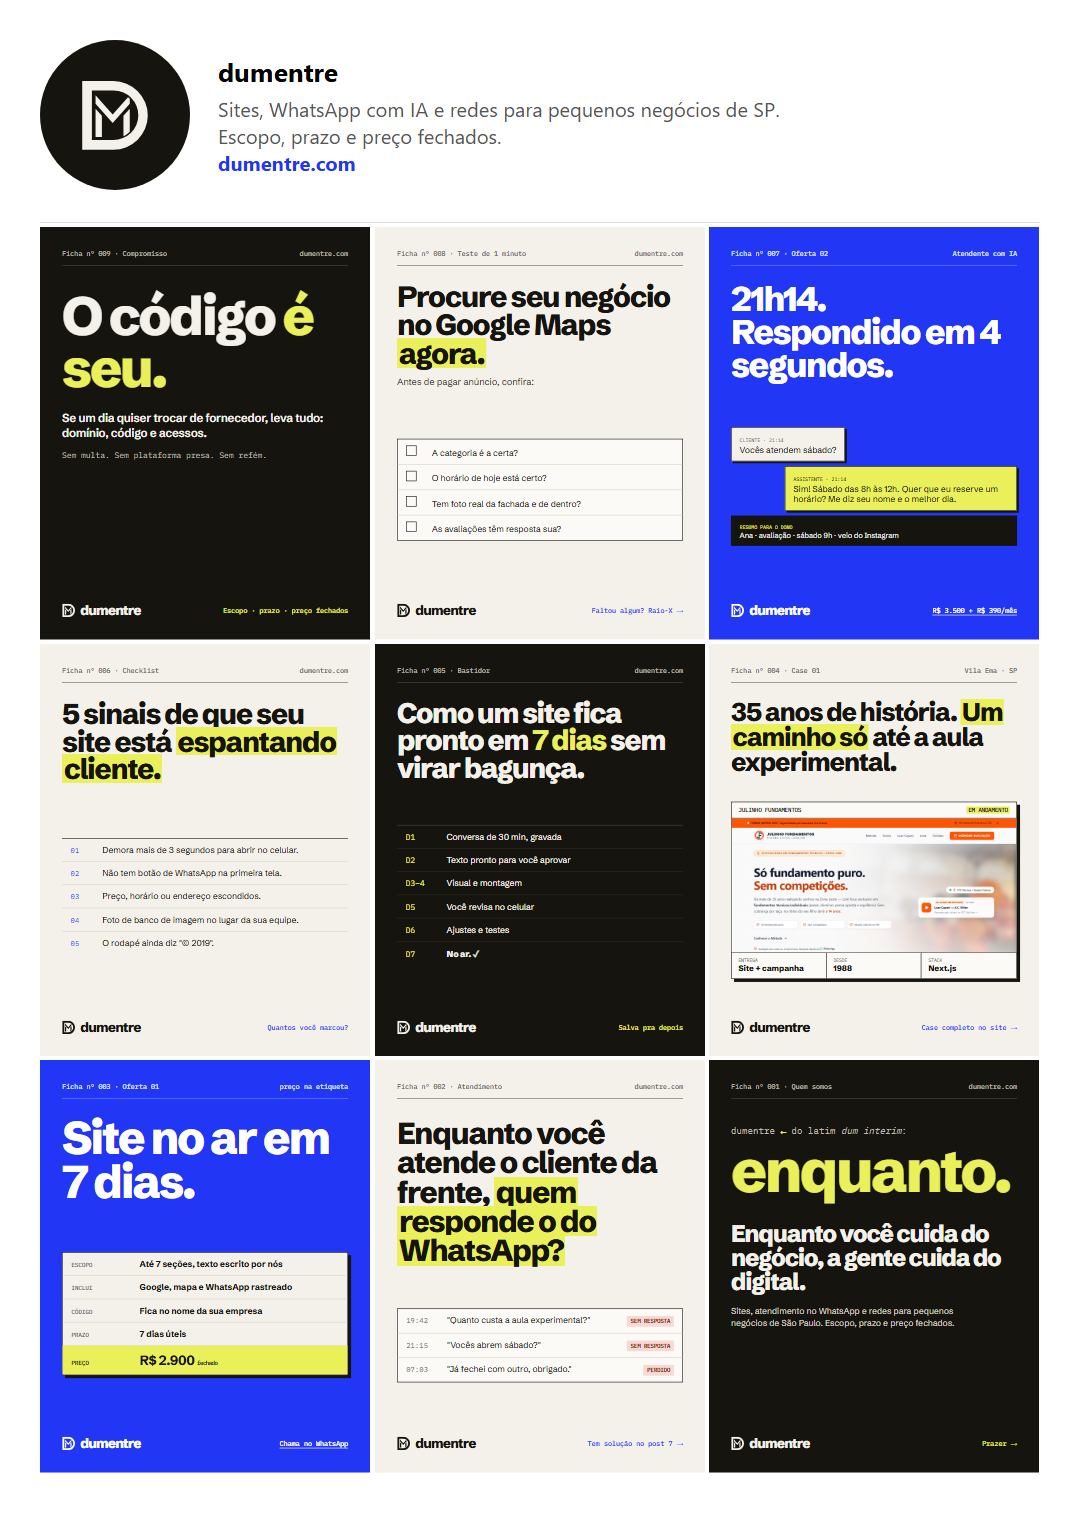 dumentre
Sites, WhatsApp com IA e redes para pequenos negócios de SP.
Escopo, prazo e preço fechados.
dumentre.com
Ficha nº 009 · Compromisso
dumentre.com
O código é
seu.
Se um dia quiser trocar de fornecedor, leva tudo:
domínio, código e acessos.
Sem multa. Sem plataforma presa. Sem refém.
dumentre
Escopo · prazo · preço fechados
Ficha nº 008 · Teste de 1 minuto
dumentre.com
Procure seu negócio
no Google Maps
agora.
Antes de pagar anúncio, confira:
A categoria é a certa?
O horário de hoje está certo?
Tem foto real da fachada e de dentro?
As avaliações têm resposta sua?
dumentre
Faltou algum? Raio-X →
Ficha nº 007 · Oferta 02
Atendente com IA
21h14.
Respondido em 4
segundos.
CLIENTE · 21:14
Vocês atendem sábado?
ASSISTENTE · 21:14
Sim! Sábado das 8h às 12h. Quer que eu reserve um
horário? Me diz seu nome e o melhor dia.
RESUMO PARA O DONO
Ana · avaliação · sábado 9h · veio do Instagram
dumentre
R$ 3.500 + R$ 390/mês
Ficha nº 006 · Checklist
dumentre.com
5 sinais de que seu
site está espantando
cliente.
01 Demora mais de 3 segundos para abrir no celular.
02 Não tem botão de WhatsApp na primeira tela.
03 Preço, horário ou endereço escondidos.
04 Foto de banco de imagem no lugar da sua equipe.
05 O rodapé ainda diz "© 2019".
dumentre
Quantos você marcou?
Ficha nº 005 · Bastidor
dumentre.com
Como um site fica
pronto em 7 dias sem
virar bagunça.
D1 Conversa de 30 min, gravada
D2 Texto pronto para você aprovar
D3–4 Visual e montagem
D5 Você revisa no celular
D6 Ajustes e testes
D7 No ar. ✓
dumentre
Salva pra depois
Ficha nº 004 · Case 01
Vila Ema · SP
35 anos de história. Um
caminho só até a aula
experimental.
JULINHO FUNDAMENTOS
EM ANDAMENTO
JULINHO FUNDAMENTOS
Só fundamento puro.
Sem competições.
ENTREGA
Site + campanha
DESDE
1988
STACK
Next.js
dumentre
Case completo no site →
Ficha nº 003 · Oferta 01
preço na etiqueta
Site no ar em
7 dias.
ESCOPO Até 7 seções, texto escrito por nós
INCLUI Google, mapa e WhatsApp rastreado
CÓDIGO Fica no nome da sua empresa
PRAZO 7 dias úteis
PREÇO R$ 2.900 fechado
dumentre
Chama no WhatsApp
Ficha nº 002 · Atendimento
dumentre.com
Enquanto você
atende o cliente da
frente, quem
responde o do
WhatsApp?
19:42 "Quanto custa a aula experimental?" SEM RESPOSTA
21:15 "Vocês abrem sábado?" SEM RESPOSTA
07:03 "Já fechei com outro, obrigado." PERDIDO
dumentre
Tem solução no post 7 →
Ficha nº 001 · Quem somos
dumentre.com
dumentre ← do latim dum interim:
enquanto.
Enquanto você cuida do
negócio, a gente cuida do
digital.
Sites, atendimento no WhatsApp e redes para pequenos
negócios de São Paulo. Escopo, prazo e preço fechados.
dumentre
Prazer →